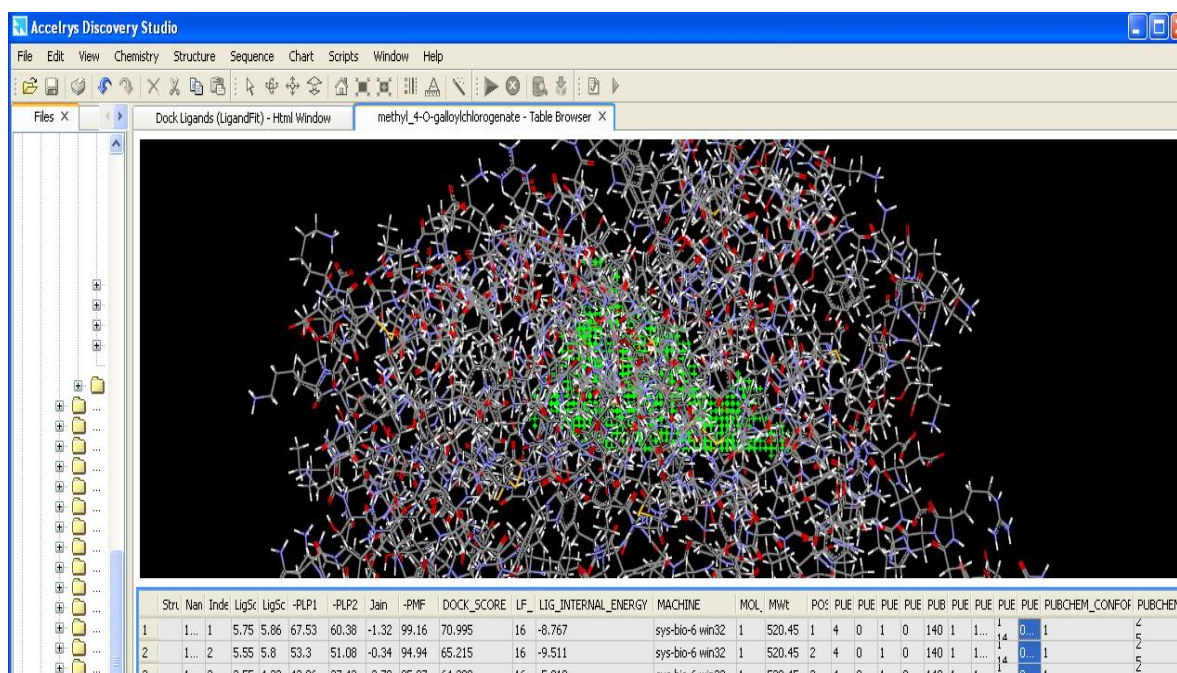 Accelrys Discovery Studio
File Edit View Chemistry Structure Sequence Chart Scripts Window Help
Files X Dock Ligands (LigandFit) - Html Window methyl_4-O-galloylchlorogenate - Table Browser X
Stru Nan Inde LigSc LigSc -PLP1 -PLP2 Jain -PMF DOCK_SCORE LF_ LIG_INTERNAL_ENERGY MACHINE MOL_ MWt POS PUE PUE PUE PUE PUB PUE PUE PUE PUE PUBCHEM_CONFOR PUBCHEM
1 1... 1 5.75 5.86 67.53 60.38 -1.32 99.16 70.995 16 -8.767 sys-bio-6 win32 1 520.45 1 4 0 1 0 140 1 1... 0... 1
2 1... 2 5.55 5.8 53.3 51.08 -0.34 94.94 65.215 16 -9.511 sys-bio-6 win32 1 520.45 2 4 0 1 0 140 1 1... 0... 1